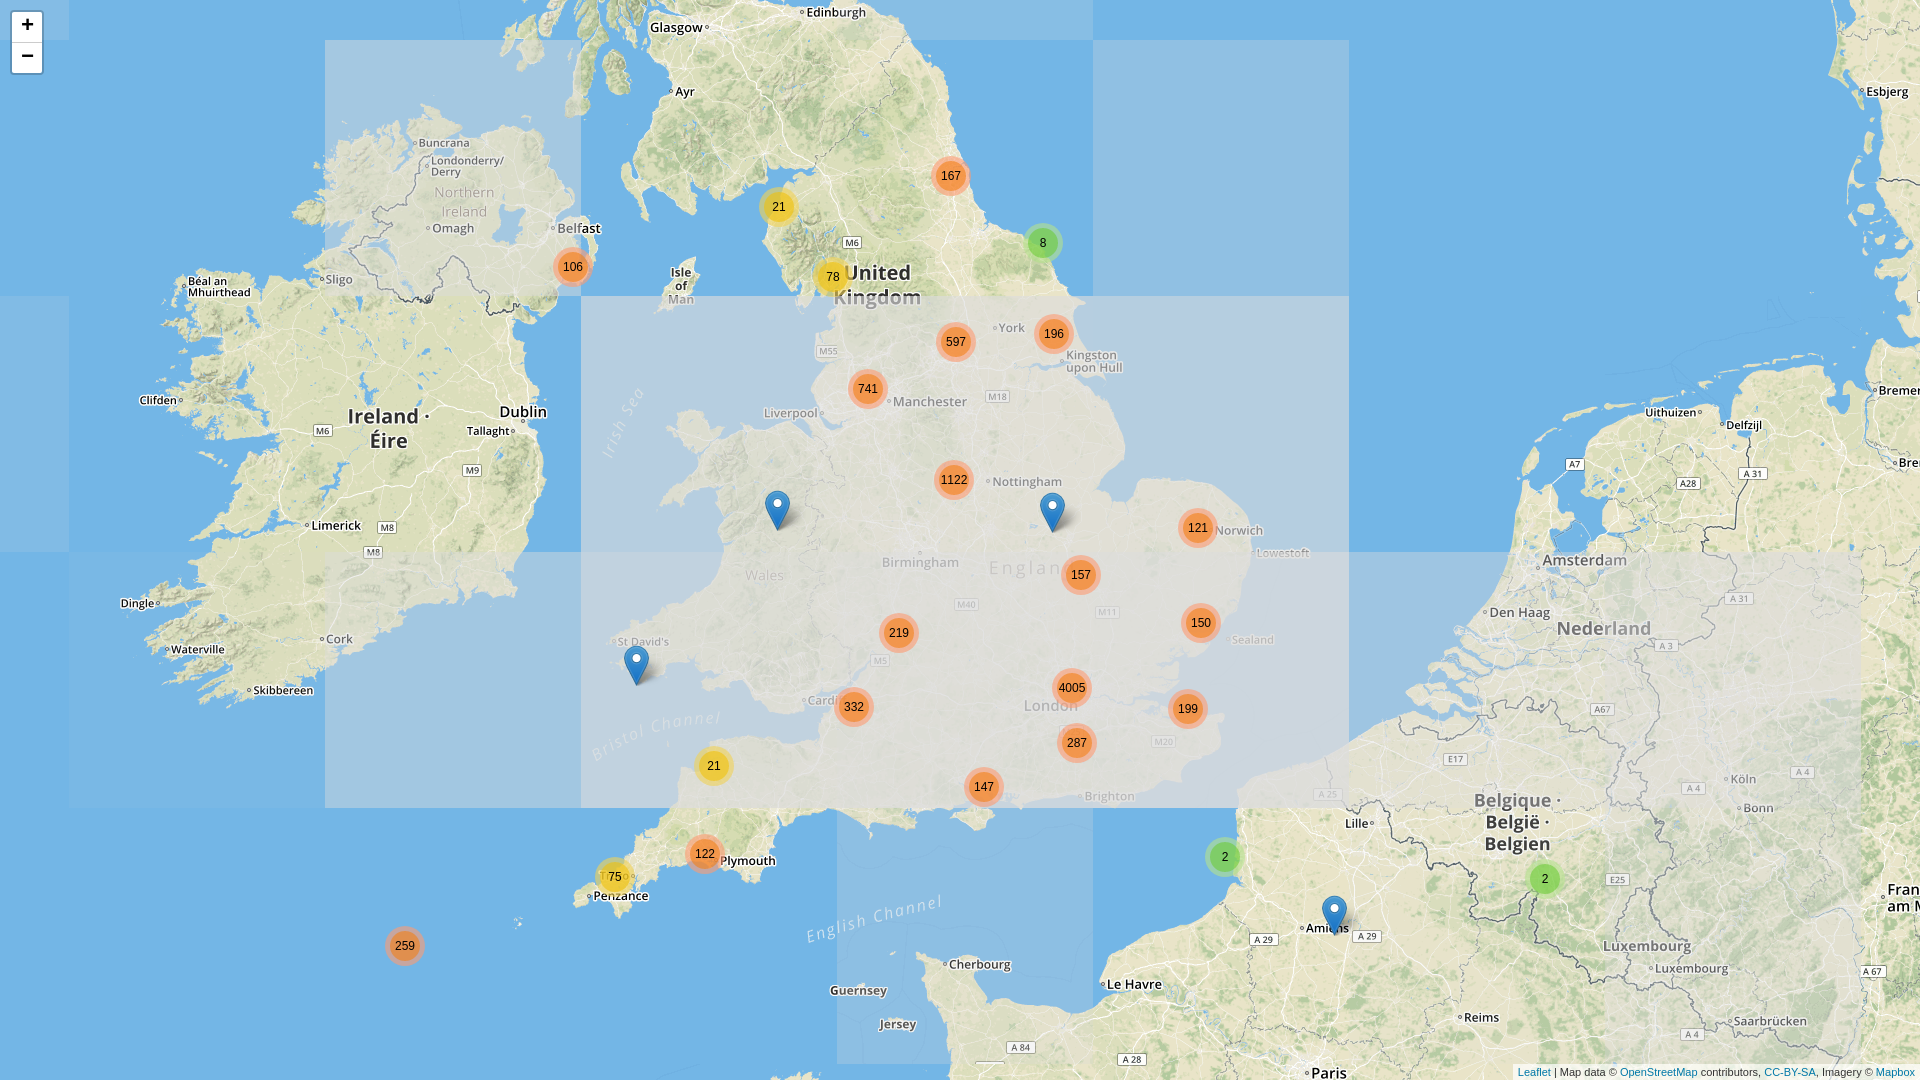 +
−
Edinburgh
Glasgow
Ayr
Esbjerg
Buncrana
Londonderry/
Derry
Northern
Ireland
Omagh
Belfast
167
21
8
M6
106
78
United
Kingdom
Isle
of
Man
Sligo
Béal an
Mhuirthead
York
196
597
M55
Kingston
upon Hull
741
Manchester
M18
Liverpool
Irish Sea
Clifden
Ireland ·
Éire
Dublin
Tallaght
M6
M9
Uithuizen
Delfzijl
A7
A 31
A28
1122
Nottingham
121
Norwich
Lowestoft
Limerick
M8
M8
Birmingham
157
Wales
M40
M11
Amsterdam
A 31
Den Haag
Nederland
A 3
Dingle
Cork
Waterville
Skibbereen
St David's
219
150
Sealand
M5
4005
London
332
199
A67
Bristol Channel
287
M20
E17
21
147
Brighton
A 25
Köln
A 4
A 4
Bonn
Belgique ·
België ·
Belgien
Lille
122
Plymouth
75
Penzance
2
2
E25
English Channel
Amiens
A 29
A 29
259
Luxembourg
Luxembourg
A 67
Cherbourg
Guernsey
Le Havre
Jersey
Reims
Saarbrücken
A 84
A 28
A 4
Paris
Leaflet | Map data © OpenStreetMap contributors, CC-BY-SA, Imagery © Mapbox